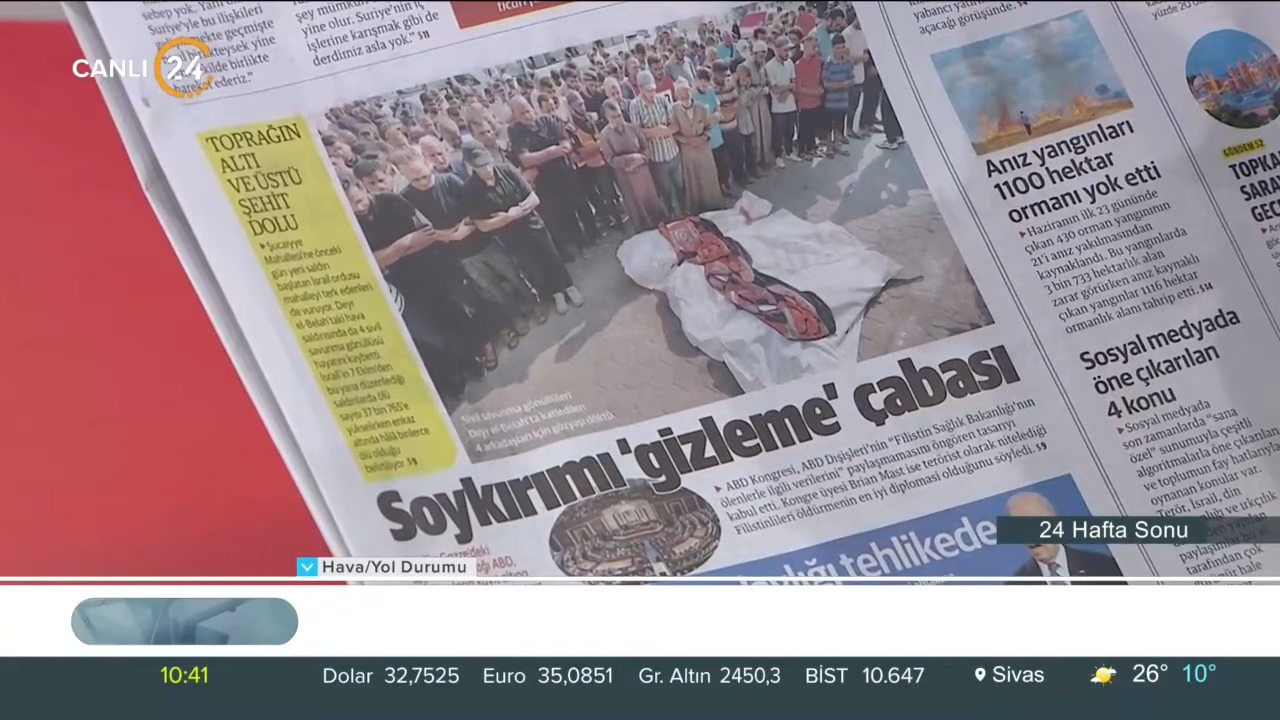 sebep yok. Yani
Suriye'yle bu ilişkileri
geçmişte
birlikte
ederiz."
şey mümkün
yine olur. Suriye'nin iç
işlerine karışmak gibi de
derdimiz asla yok."
yabancı
açacağı görüşünde.
CANLI 24
TOPRAĞIN
ALTI
VE ÜSTÜ
ŞEHİT
DOLU
Şucaiyye
Mahallesi'ne önceki
gün yeni saldırı
başlatan İsrail ordusu
mahalleyi terk edenleri
de vuruyor. Deyr
el-Belah'taki hava
saldırısında da 4 sivil
savunma gönüllüsü
hayatını kaybetti.
İsrail'in 7 Ekim'den
bu yana düzenlediği
saldırılarda ölü
sayısı 37 bin 765'e
yükselirken enkaz
altında hâlâ binlerce
ölü olduğu
belirtiliyor.
Sivil savunma gönüllüleri
Deyr el-Belah'ta katledilen
4 arkadaşları için gözyaşı döktü.
Soykırımı 'gizleme' çabası
ABD Kongresi, ABD Dışişleri'nin "Filistin Sağlık Bakanlığı'nın
ölenlerle ilgili verilerini" paylaşmamasını öngören tasarıyı
kabul etti. Kongre üyesi Brian Mast ise terörist olarak nitelediği
Filistinlileri öldürmenin en iyi diplomasi olduğunu söyledi.
Gazze'deki
ABD,
tehlikede
Anız yangınları
1100 hektar
ormanı yok etti
Haziranın ilk 23 gününde
çıkan 430 orman yangınının
21'i anız yakılmasından
kaynaklandı. Bu yangınlarda
3 bin 733 hektarlık alan
zarar görürken anız kaynaklı
çıkan yangınlar 1116 hektar
ormanlık alanı tahrip etti.
Sosyal medyada
öne çıkarılan
4 konu
Sosyal medyada
son zamanlarda "sana
özel" sunumuyla çeşitli
algoritmalarla öne çıkarılan
ve toplumun fay hatlarıyla
oynanan konular var.
Terör, İsrail, din
ve ırkçılık
tarafından çok
hale
GÜNDEM 52
24 Hafta Sonu
Hava/Yol Durumu
10:41 Dolar 32,7525 Euro 35,0851 Gr. Altın 2450,3 BİST 10.647 Sivas 26° 10°